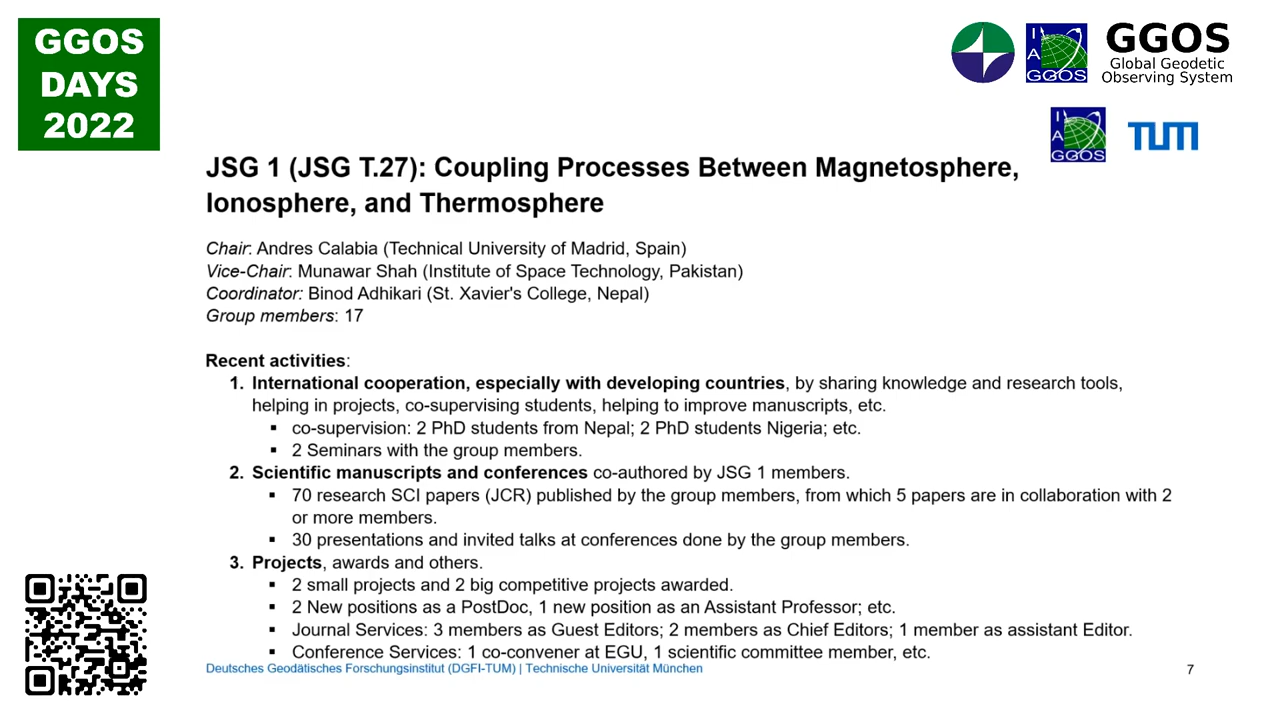 GGOS
DAYS
2022
I
A
GGOS
GGOS
Global Geodetic
Observing System
I
A
GGOS
TUM
JSG 1 (JSG T.27): Coupling Processes Between Magnetosphere,
Ionosphere, and Thermosphere
Chair: Andres Calabia (Technical University of Madrid, Spain)
Vice-Chair: Munawar Shah (Institute of Space Technology, Pakistan)
Coordinator: Binod Adhikari (St. Xavier's College, Nepal)
Group members: 17
Recent activities:
1. International cooperation, especially with developing countries, by sharing knowledge and research tools,
helping in projects, co-supervising students, helping to improve manuscripts, etc.
▪ co-supervision: 2 PhD students from Nepal; 2 PhD students Nigeria; etc.
▪ 2 Seminars with the group members.
2. Scientific manuscripts and conferences co-authored by JSG 1 members.
▪ 70 research SCI papers (JCR) published by the group members, from which 5 papers are in collaboration with 2
or more members.
▪ 30 presentations and invited talks at conferences done by the group members.
3. Projects, awards and others.
▪ 2 small projects and 2 big competitive projects awarded.
▪ 2 New positions as a PostDoc, 1 new position as an Assistant Professor; etc.
▪ Journal Services: 3 members as Guest Editors; 2 members as Chief Editors; 1 member as assistant Editor.
▪ Conference Services: 1 co-convener at EGU, 1 scientific committee member, etc.
Deutsches Geodätisches Forschungsinstitut (DGFI-TUM) | Technische Universität München
7